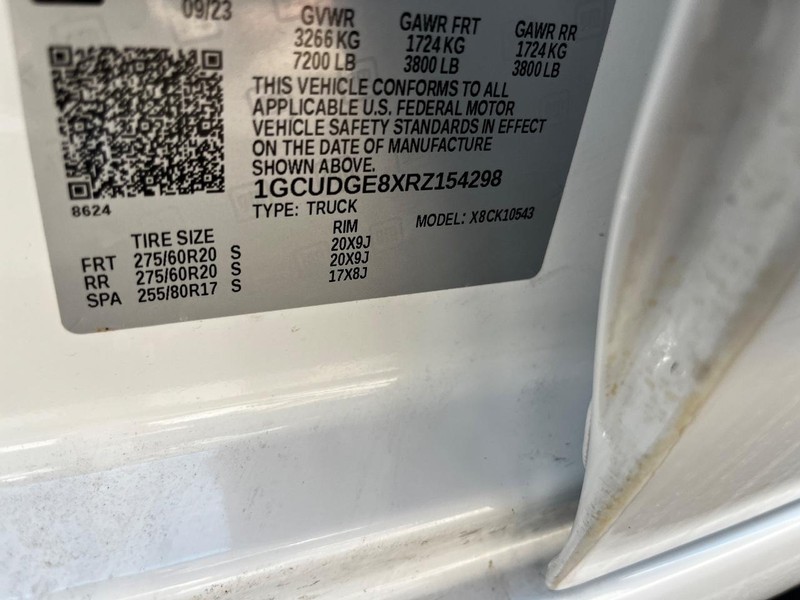 09/23 GVWR GAWR FRT GAWR RR
3266 KG 1724 KG 1724 KG
7200 LB 3800 LB 3800 LB
THIS VEHICLE CONFORMS TO ALL
APPLICABLE U.S. FEDERAL MOTOR
VEHICLE SAFETY STANDARDS IN EFFECT
ON THE DATE OF MANUFACTURE
SHOWN ABOVE.
1GCUDGE8XRZ154298
8624
TYPE: TRUCK MODEL: X8CK10543
TIRE SIZE RIM
FRT 275/60R20 S 20X9J
RR 275/60R20 S 20X9J
SPA 255/80R17 S 17X8J